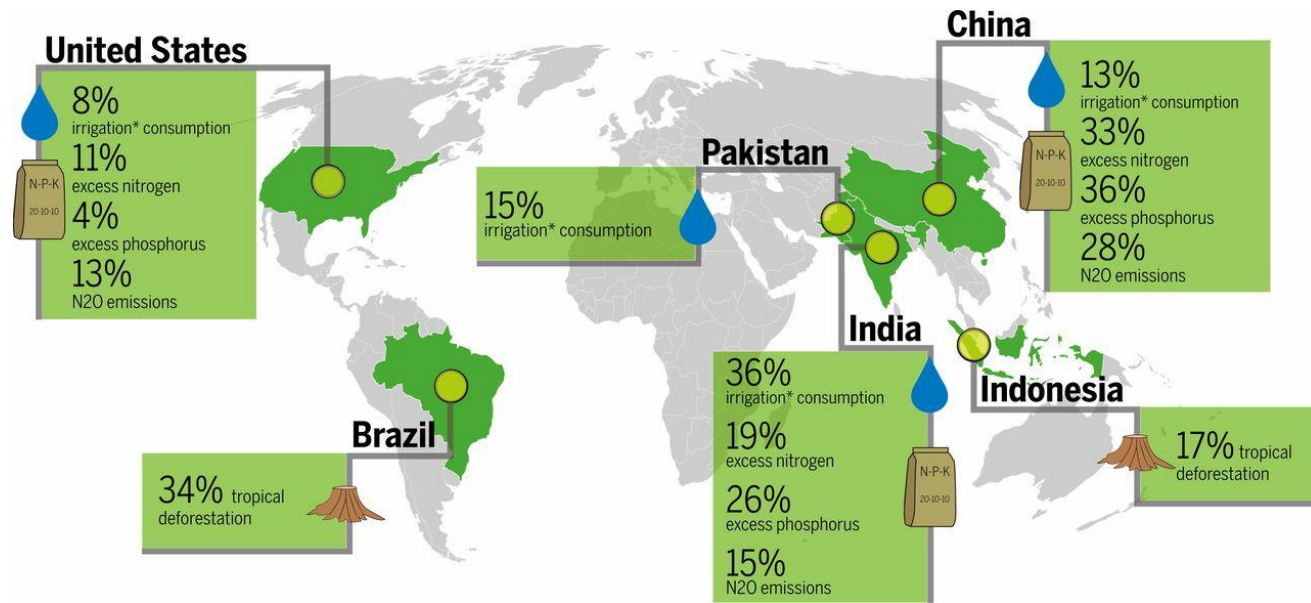 United States
8%
irrigation* consumption
11%
excess nitrogen
4%
excess phosphorus
13%
N2O emissions
N-P-K
20-10-10
China
13%
irrigation* consumption
33%
excess nitrogen
36%
excess phosphorus
28%
N2O emissions
N-P-K
20-10-10
Pakistan
15%
irrigation* consumption
India
36%
irrigation* consumption
19%
excess nitrogen
26%
excess phosphorus
15%
N2O emissions
N-P-K
20-10-10
Indonesia
17% tropical
deforestation
Brazil
34% tropical
deforestation